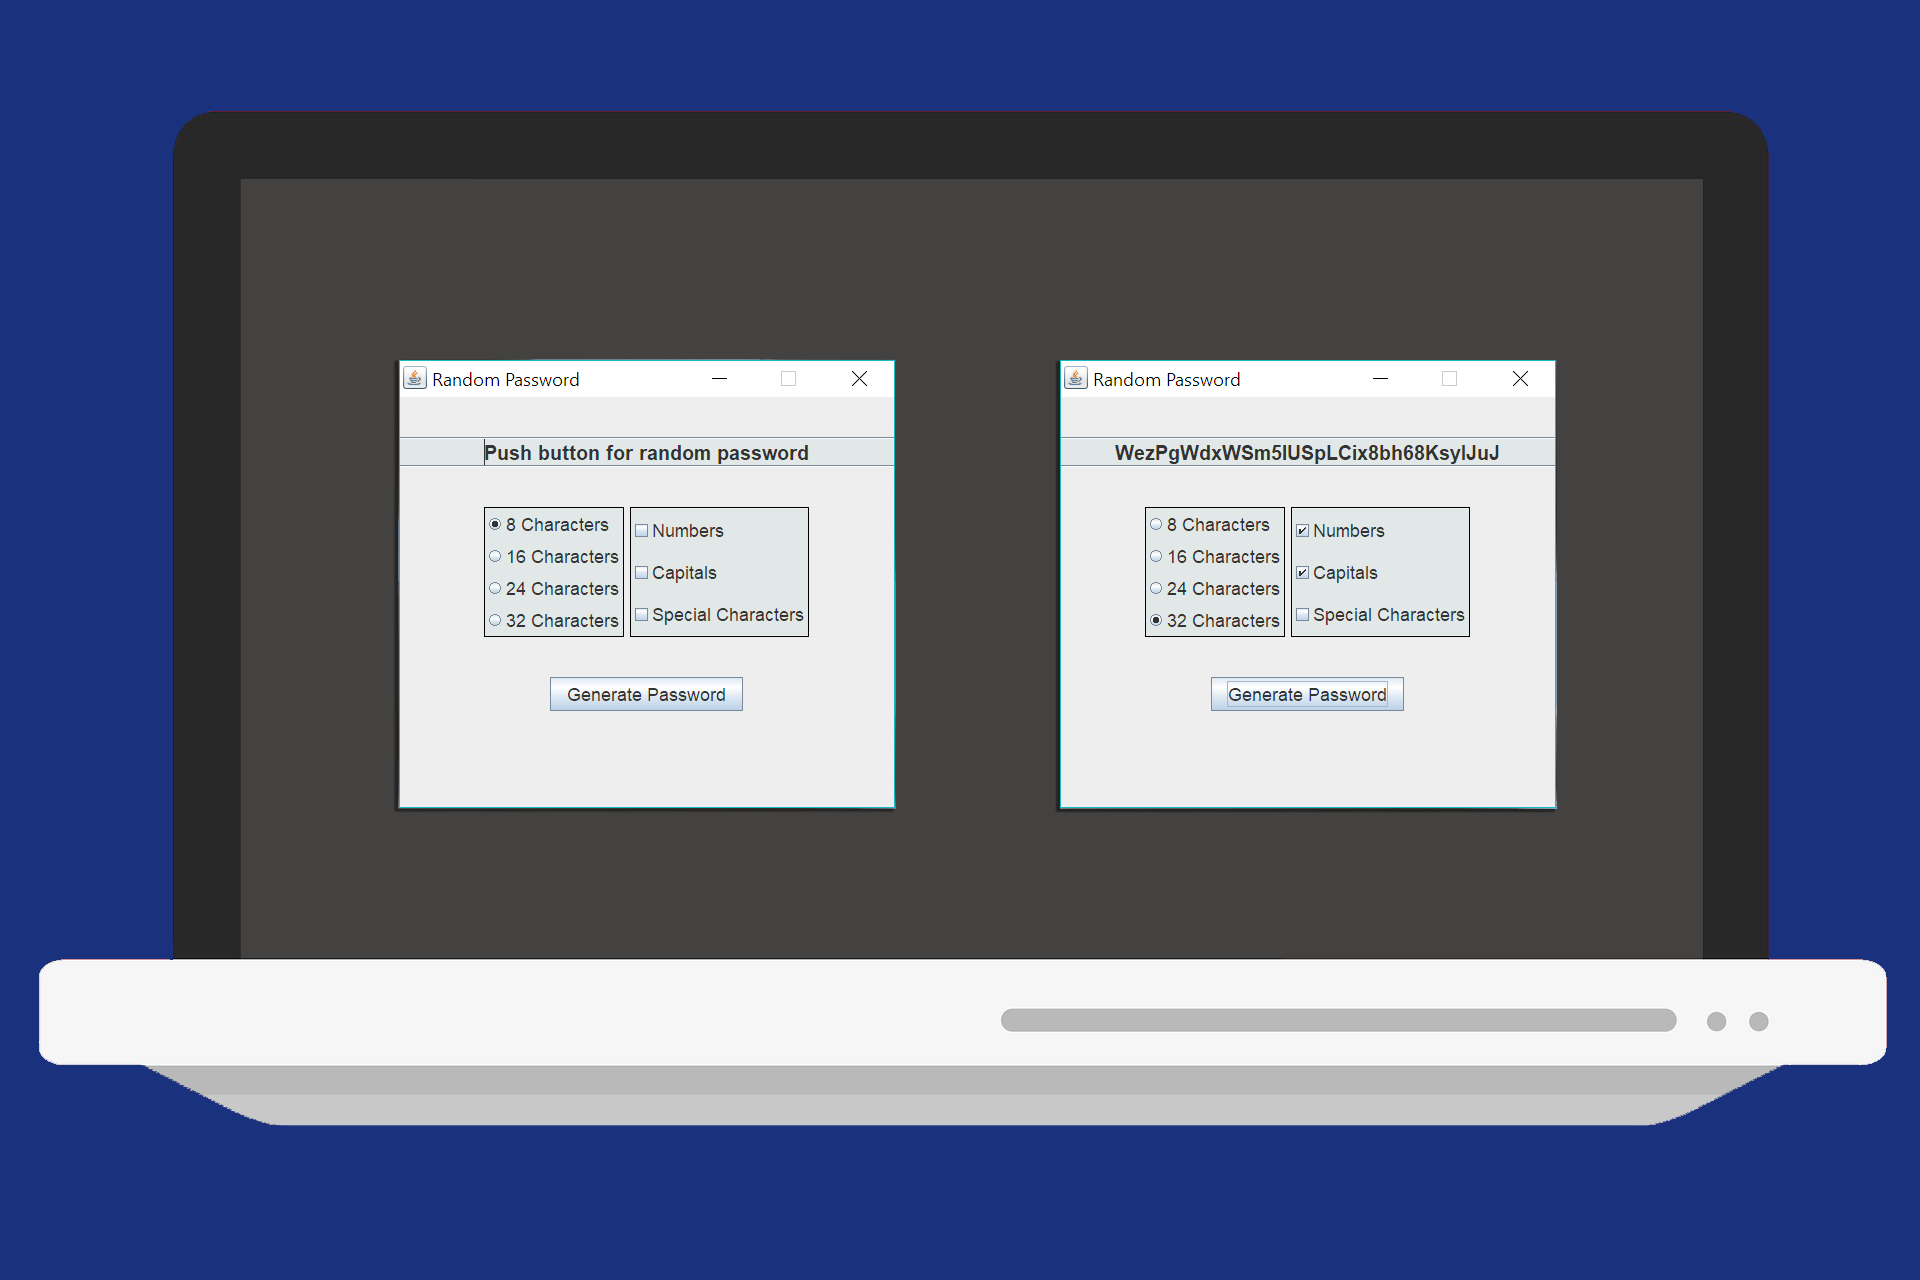 Random Password
Push button for random password
8 Characters
16 Characters
24 Characters
32 Characters
Numbers
Capitals
Special Characters
Generate Password
Random Password
WezPgWdxWSm5IUSpLCix8bh68KsylJuJ
8 Characters
16 Characters
24 Characters
32 Characters
Numbers
Capitals
Special Characters
Generate Password